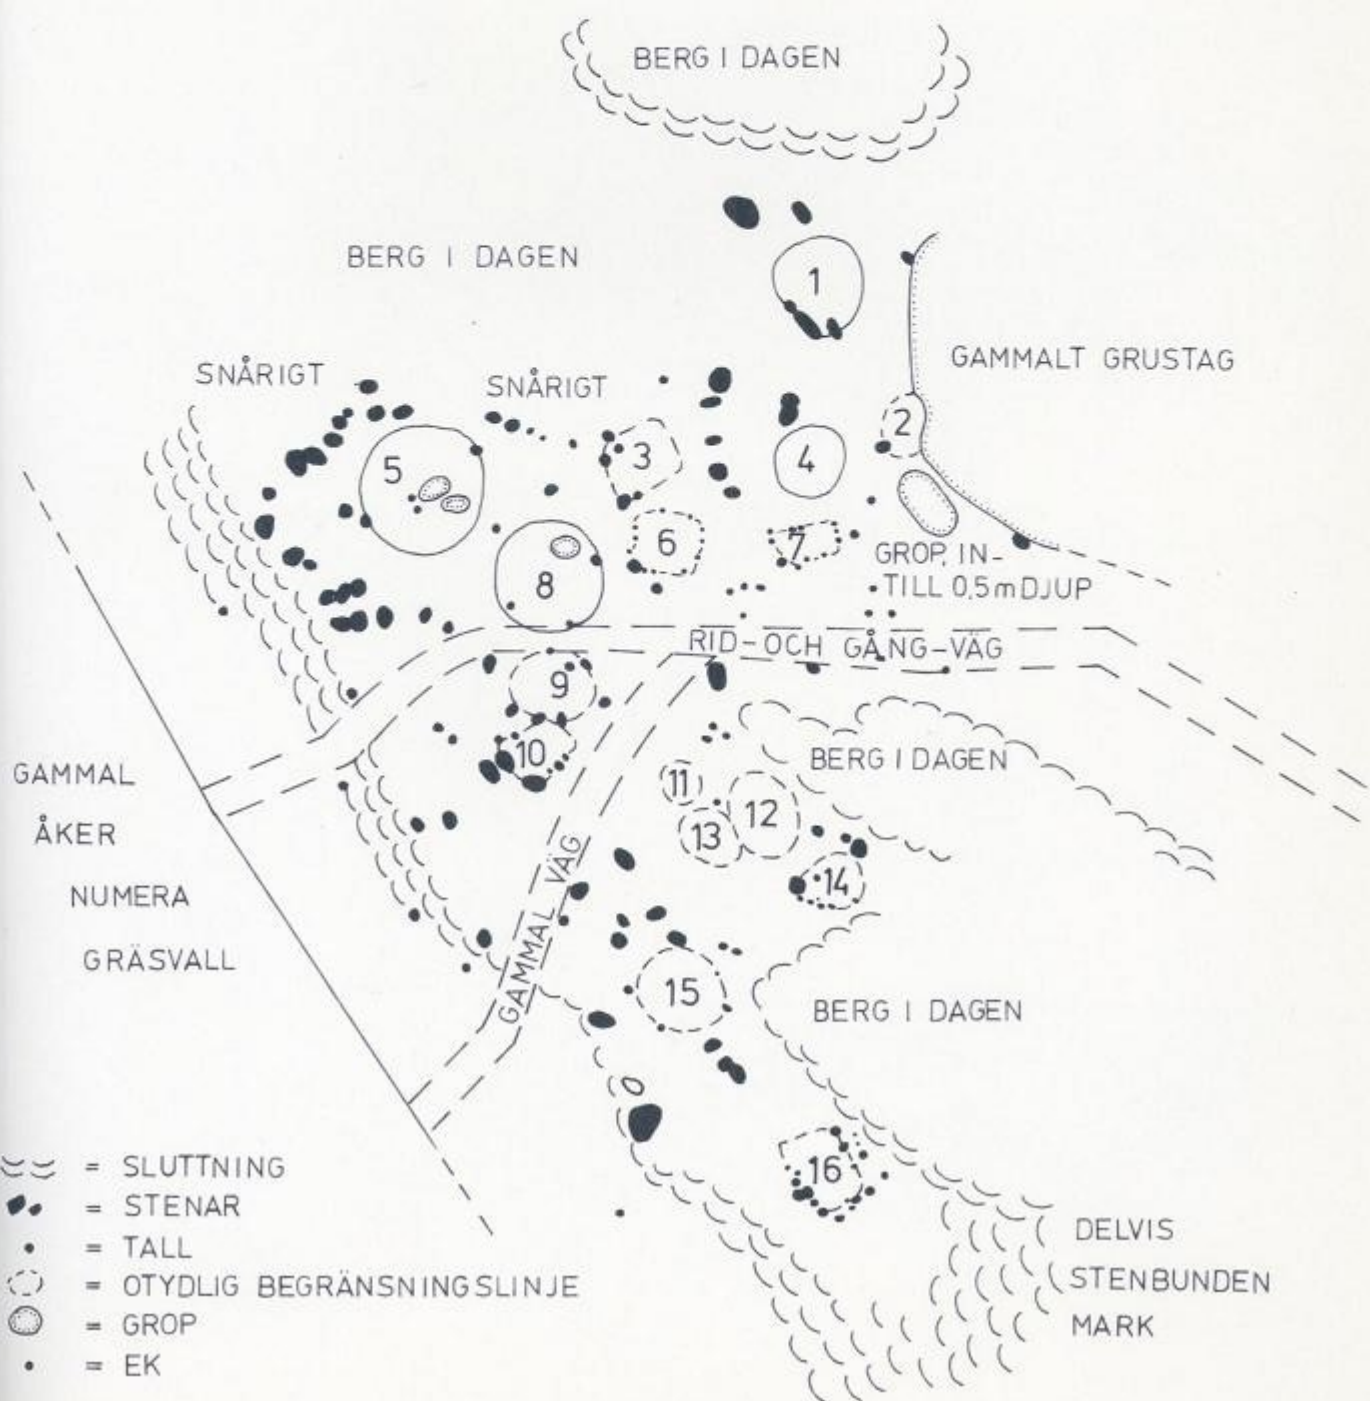 BERG I DAGEN
BERG I DAGEN
1
GAMMALT GRUSTAG
SNÅRIGT
SNÅRIGT
2
3
4
5
6
7
GROP, IN-
TILL 0,5mDJUP
8
RID-OCH GÅNG-VÄG
9
10
BERG I DAGEN
11
12
13
14
GAMMAL
ÅKER
NUMERA
GRÄSVALL
GAMMAL VÄG
15
BERG I DAGEN
16
DELVIS
STENBUNDEN
MARK
= SLUTTNING
= STENAR
= TALL
= OTYDLIG BEGRÄNSNINGSLINJE
= GROP
= EK